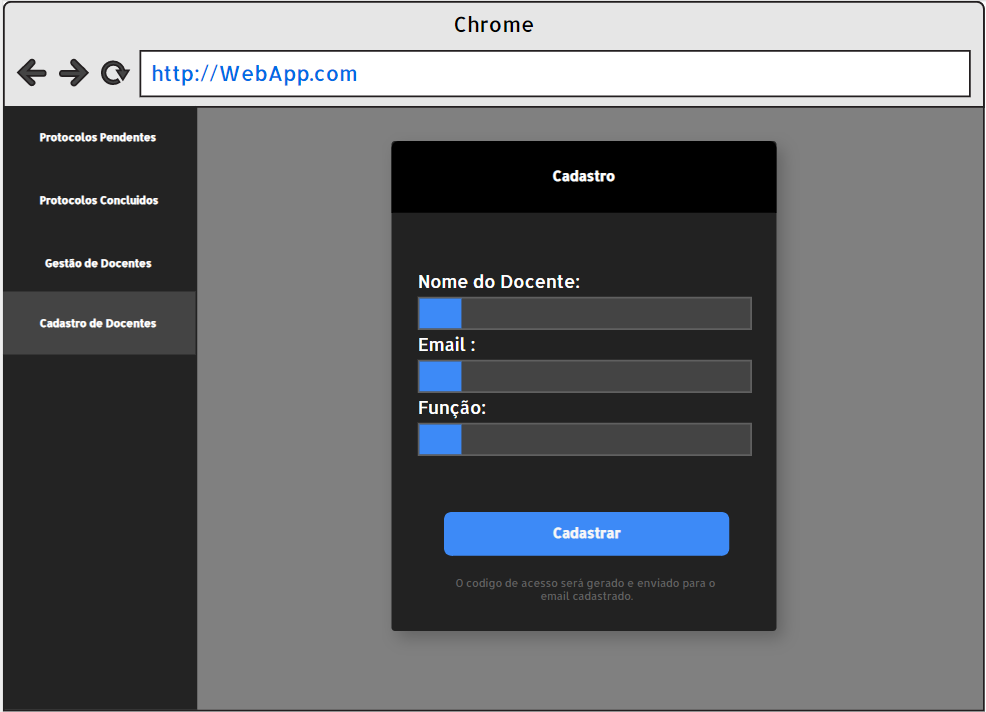 Chrome
http://WebApp.com
Protocolos Pendentes
Protocolos Concluidos
Gestão de Docentes
Cadastro de Docentes
Cadastro
Nome do Docente:
Email :
Função:
Cadastrar
O codigo de acesso será gerado e enviado para o
email cadastrado.